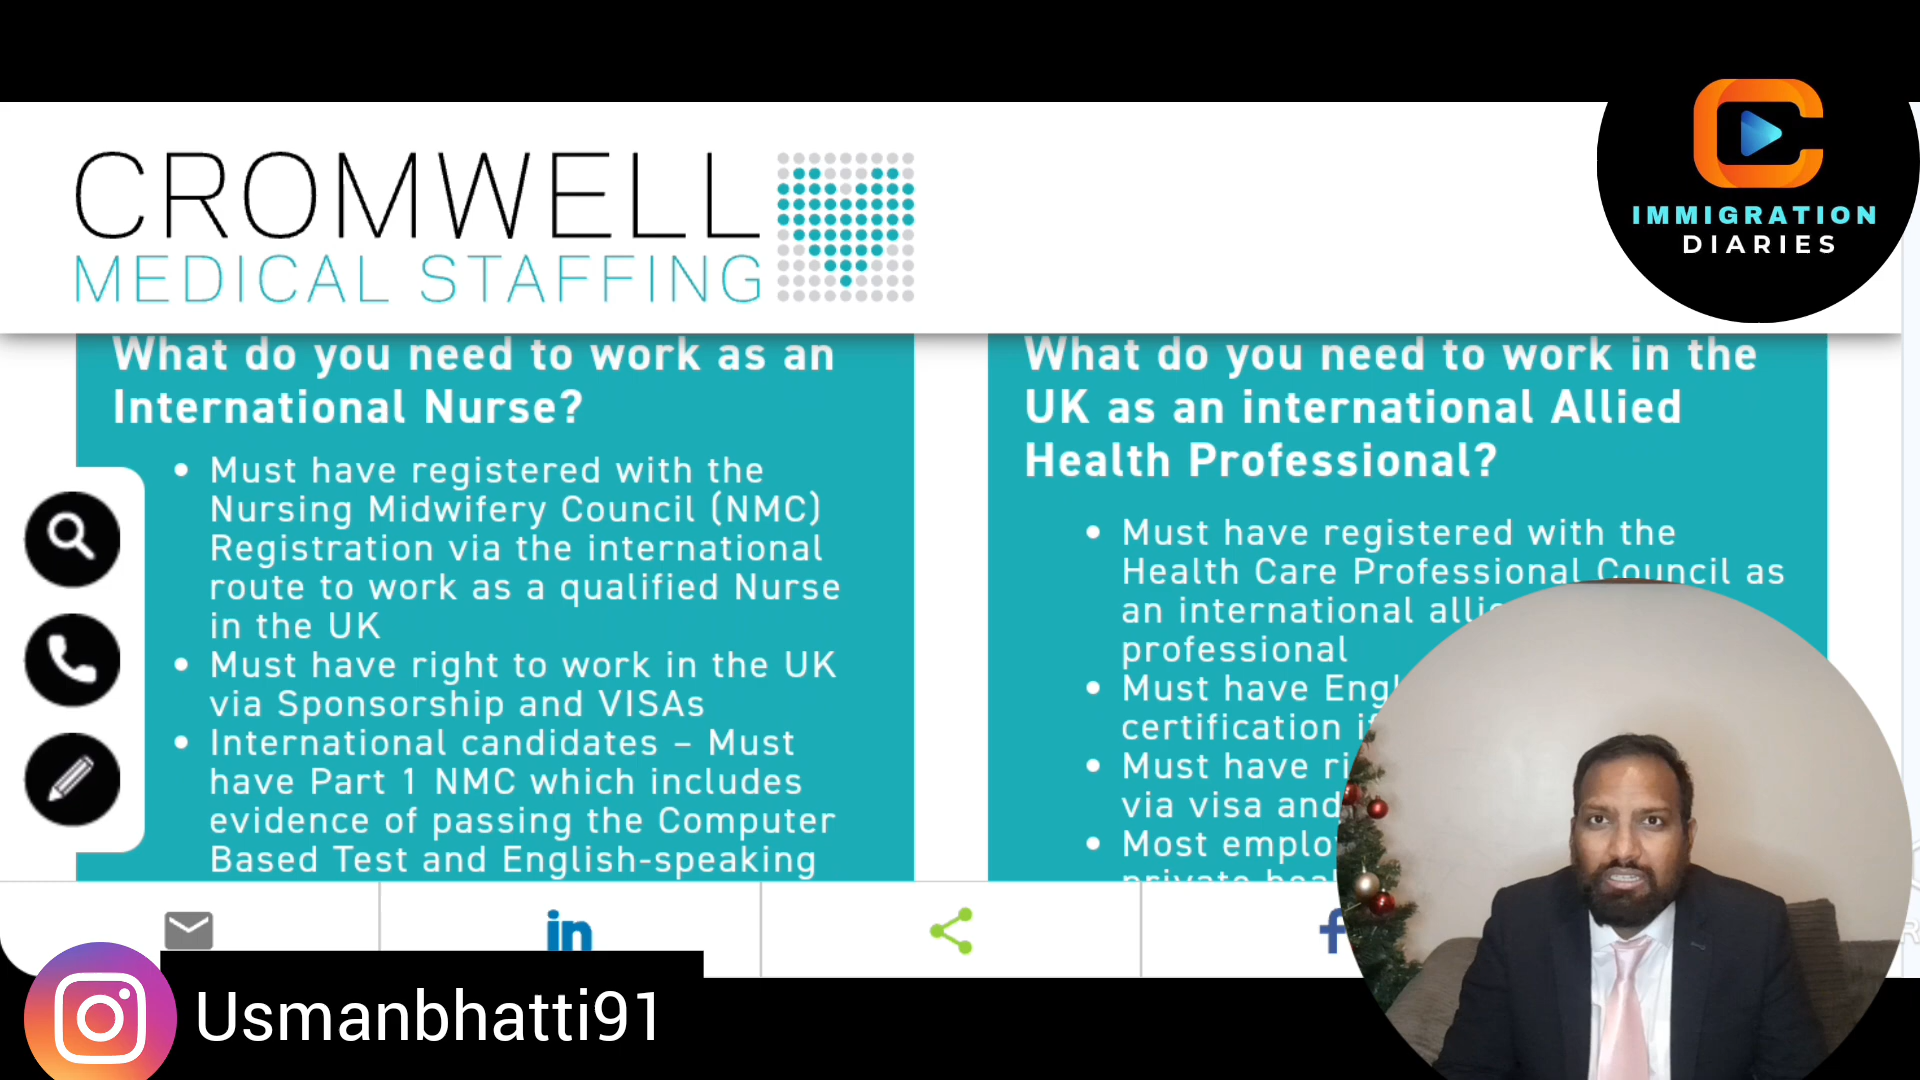 CROMWELL
MEDICAL STAFFING
IMMIGRATION
DIARIES
What do you need to work as an
International Nurse?
• Must have registered with the
Nursing Midwifery Council (NMC)
Registration via the international
route to work as a qualified Nurse
in the UK
• Must have right to work in the UK
via Sponsorship and VISAs
• International candidates – Must
have Part 1 NMC which includes
evidence of passing the Computer
Based Test and English-speaking
What do you need to work in the
UK as an international Allied
Health Professional?
• Must have registered with the
Health Care Professional Council as
an international
professional
• Must have
certification
• Must have
via visa and
• Most
private
in
f
Usmanbhatti91